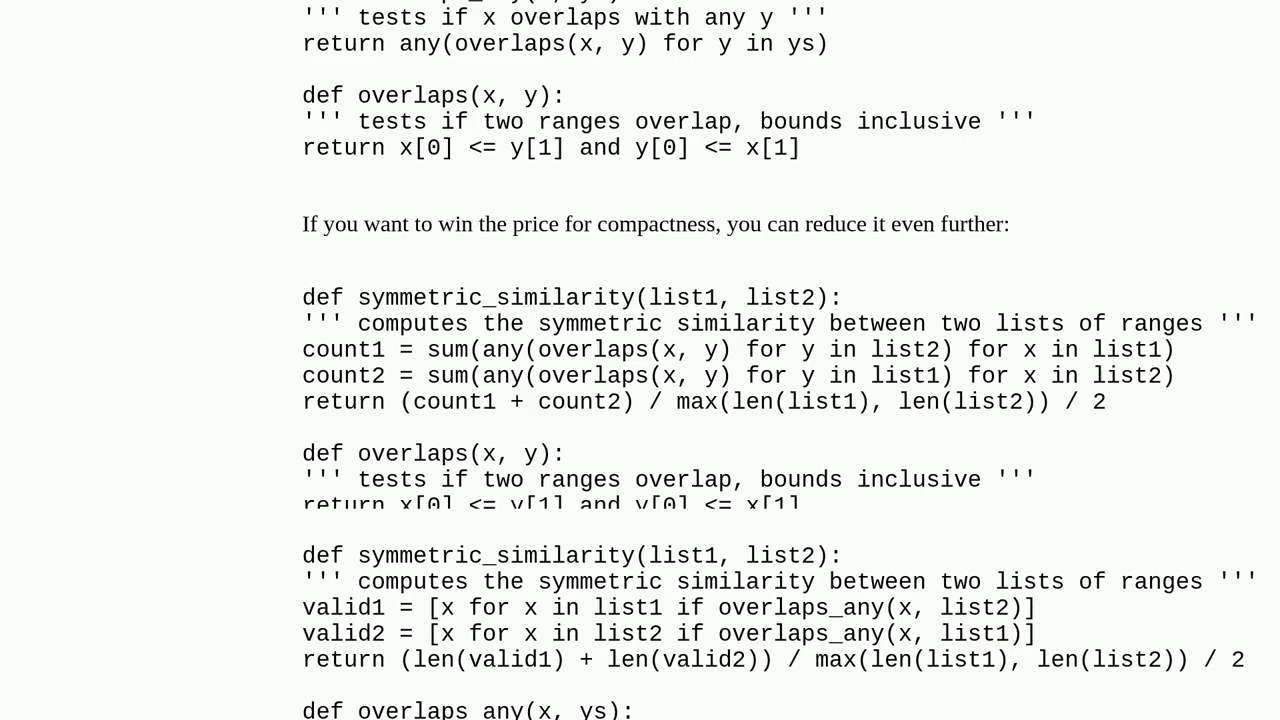 ''' tests if x overlaps with any y '''
return any(overlaps(x, y) for y in ys)
def overlaps(x, y):
''' tests if two ranges overlap, bounds inclusive '''
return x[0] <= y[1] and y[0] <= x[1]
If you want to win the price for compactness, you can reduce it even further:
def symmetric_similarity(list1, list2):
''' computes the symmetric similarity between two lists of ranges '''
count1 = sum(any(overlaps(x, y) for y in list2) for x in list1)
count2 = sum(any(overlaps(x, y) for y in list1) for x in list2)
return (count1 + count2) / max(len(list1), len(list2)) / 2
def overlaps(x, y):
''' tests if two ranges overlap, bounds inclusive '''
return x[0] <= y[1] and y[0] <= x[1]
def symmetric_similarity(list1, list2):
''' computes the symmetric similarity between two lists of ranges '''
valid1 = [x for x in list1 if overlaps_any(x, list2)]
valid2 = [x for x in list2 if overlaps_any(x, list1)]
return (len(valid1) + len(valid2)) / max(len(list1), len(list2)) / 2
def overlaps_any(x, ys):